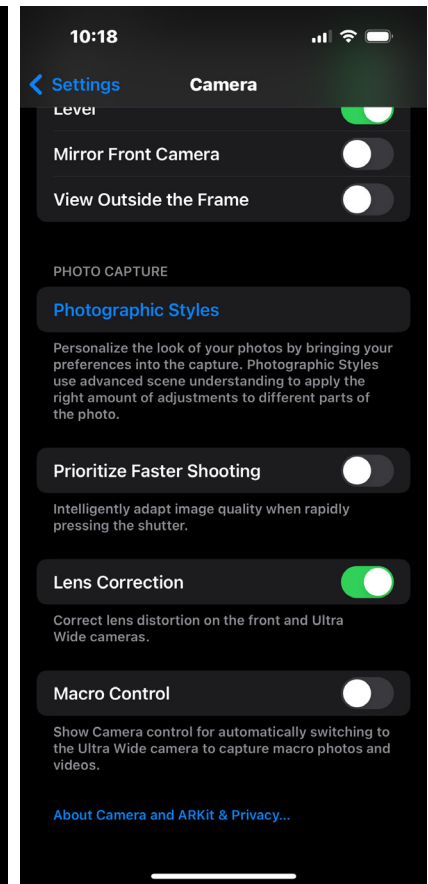 10:18
Settings
Camera
Level
Mirror Front Camera
View Outside the Frame
PHOTO CAPTURE
Photographic Styles
Personalize the look of your photos by bringing your
preferences into the capture. Photographic Styles
use advanced scene understanding to apply the
right amount of adjustments to different parts of
the photo.
Prioritize Faster Shooting
Intelligently adapt image quality when rapidly
pressing the shutter.
Lens Correction
Correct lens distortion on the front and Ultra
Wide cameras.
Macro Control
Show Camera control for automatically switching to
the Ultra Wide camera to capture macro photos and
videos.
About Camera and ARKit & Privacy...